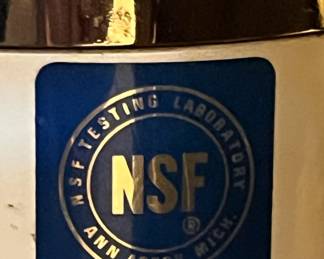 NSF TESTING LABORATORY
NSF
®
ANN ARBOR, MICH.